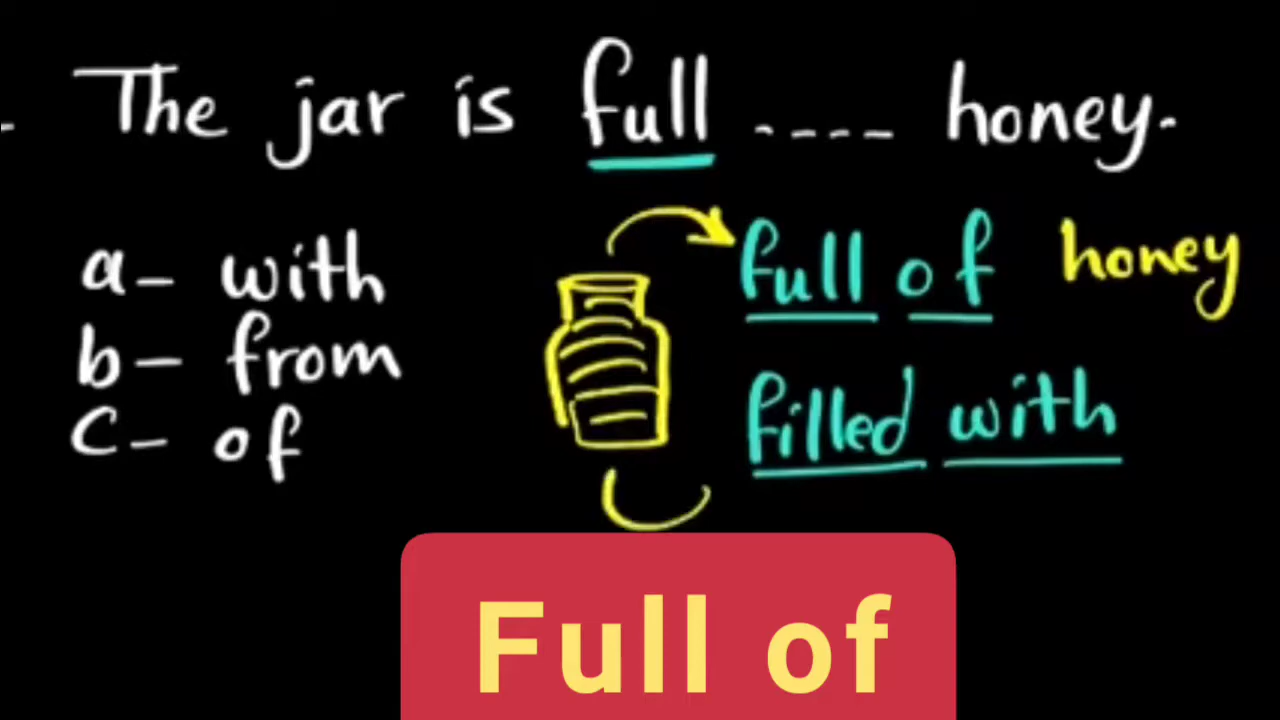 - The jar is full ---- honey.
a- with
b- from
c- of
full of honey
filled with
Full of